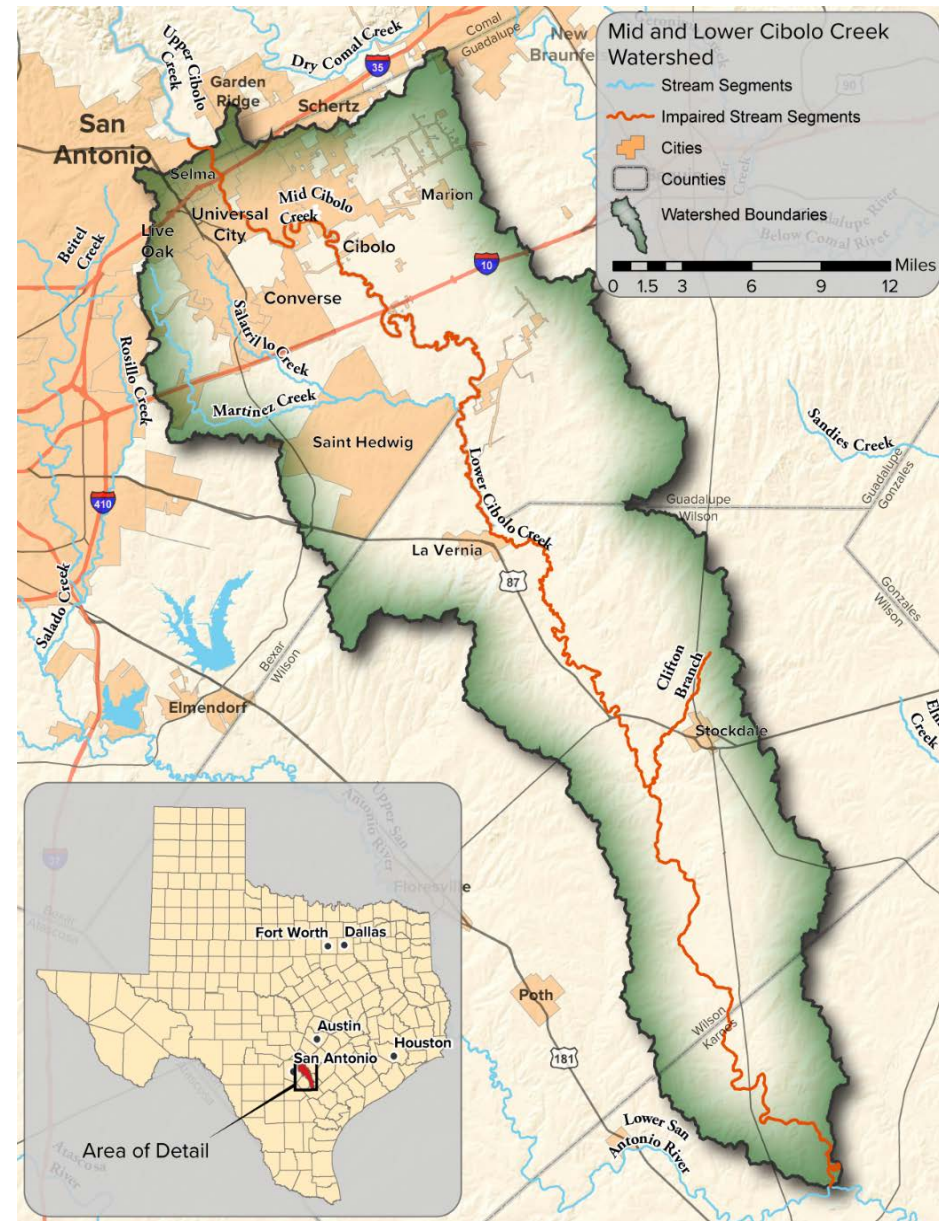 Mid and Lower Cibolo Creek
Watershed
Stream Segments
Impaired Stream Segments
Cities
Counties
Watershed Boundaries
Miles
0 1.5 3 6 9 12
Upper Cibolo
Creek
Dry Comal Creek
Comal
Guadalupe
New
Braunfe
35
Garden
Ridge
Schertz
San
Antonio
Selma
Mid Cibolo
Creek
Marion
Universal
City
Live
Oak
Cibolo
Beitel
Creek
10
Converse
Salatrillo Creek
Rosillo Creek
Martinez Creek
Saint Hedwig
Sandies Creek
Lower Cibolo Creek
410
Guadalupe
Wilson
Guadalupe
Gonzales
La Vernia
87
Gonzales
Wilson
Salado Creek
Bexar
Wilson
Clifton
Branch
Elmendorf
Stockdale
Creek
Upper San
Antonio River
Floresville
Poth
181
Wilson
Karnes
Lower San
Antonio River
Fort Worth
Dallas
Austin
Houston
San Antonio
Area of Detail
Below Comal River
90
River